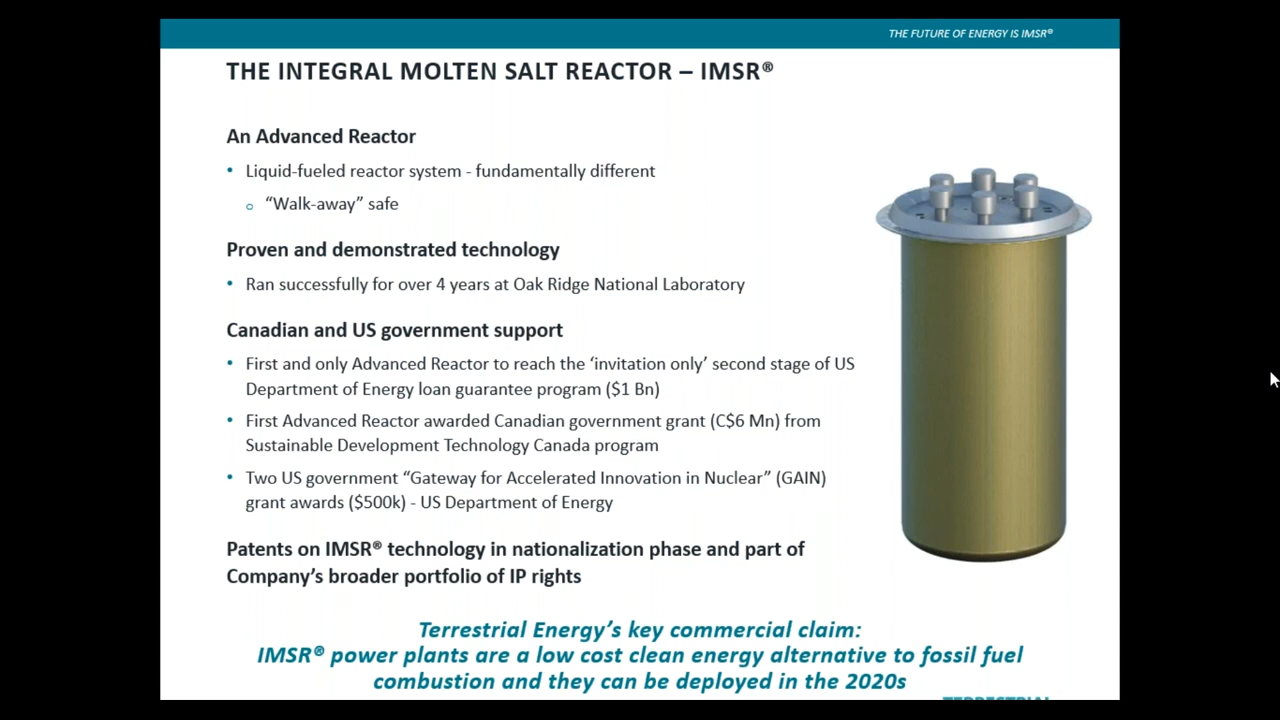 THE FUTURE OF ENERGY IS IMSR®
THE INTEGRAL MOLTEN SALT REACTOR – IMSR®
An Advanced Reactor
• Liquid-fueled reactor system - fundamentally different
o “Walk-away” safe
Proven and demonstrated technology
• Ran successfully for over 4 years at Oak Ridge National Laboratory
Canadian and US government support
• First and only Advanced Reactor to reach the ‘invitation only’ second stage of US
Department of Energy loan guarantee program ($1 Bn)
• First Advanced Reactor awarded Canadian government grant (C$6 Mn) from
Sustainable Development Technology Canada program
• Two US government “Gateway for Accelerated Innovation in Nuclear” (GAIN)
grant awards ($500k) - US Department of Energy
Patents on IMSR® technology in nationalization phase and part of
Company’s broader portfolio of IP rights
Terrestrial Energy’s key commercial claim:
IMSR® power plants are a low cost clean energy alternative to fossil fuel
combustion and they can be deployed in the 2020s